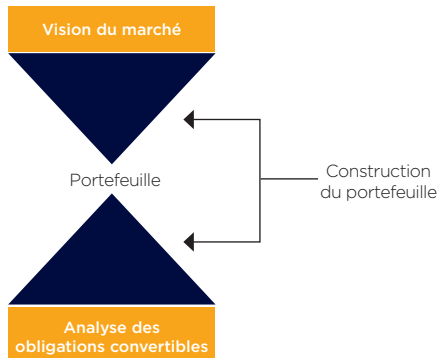 Vision du marché
Portefeuille
Construction
du portefeuille
Analyse des
obligations convertibles